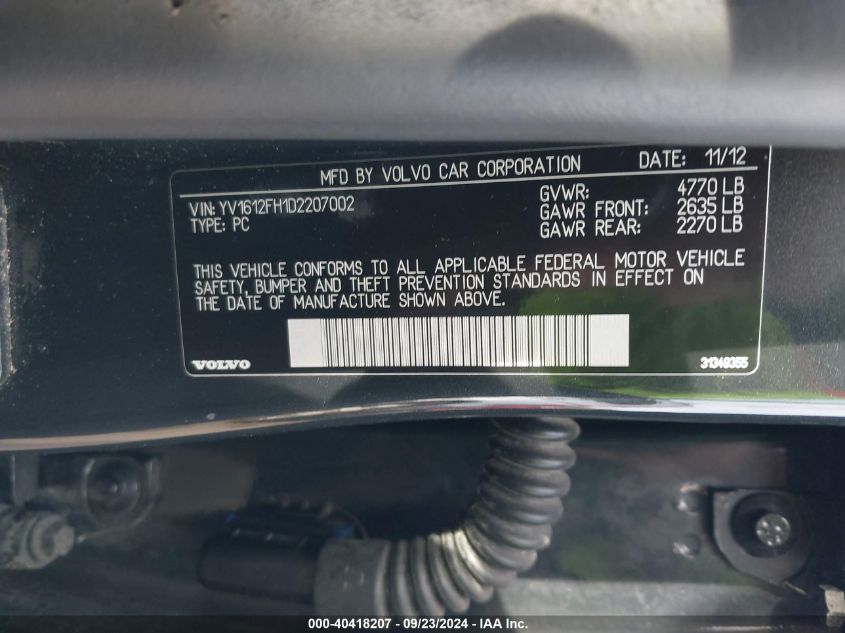 MFD BY VOLVO CAR CORPORATION DATE: 11/12
VIN: YV1612FH1D2207002 GVWR: 4770 LB
TYPE: PC GAWR FRONT: 2635 LB
GAWR REAR: 2270 LB
THIS VEHICLE CONFORMS TO ALL APPLICABLE FEDERAL MOTOR VEHICLE
SAFETY, BUMPER AND THEFT PREVENTION STANDARDS IN EFFECT ON
THE DATE OF MANUFACTURE SHOWN ABOVE.
VOLVO 31349355
000-40418207 - 09/23/2024 - IAA Inc.